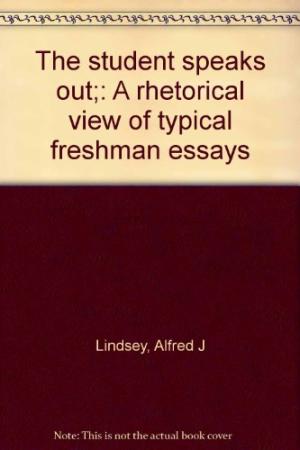 The student speaks
out;: A rhetorical
view of typical
freshman essays
Lindsey, Alfred J
Note: This is not the actual book cover